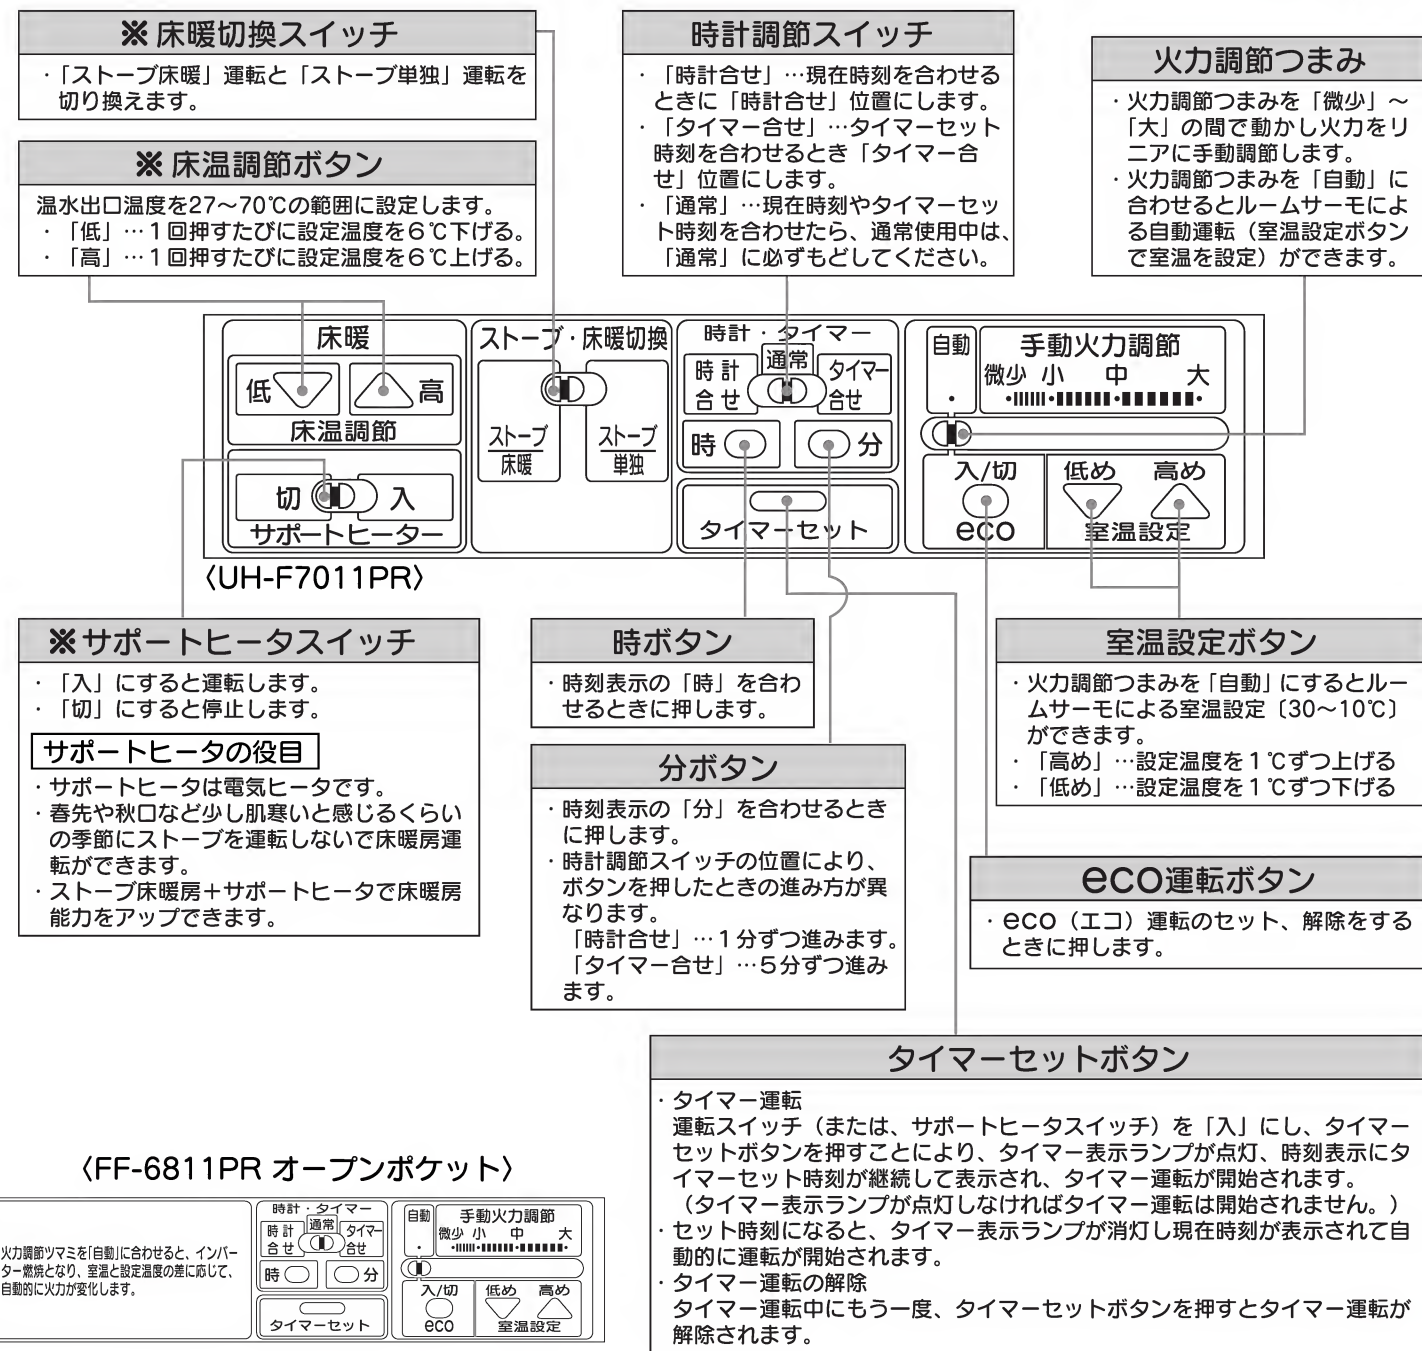 ※ 床暖切換スイッチ
・「ストーブ床暖」運転と「ストーブ単独」運転を
切り換えます。
※ 床温調節ボタン
温水出口温度を27～70℃の範囲に設定します。
・「低」…1回押すたびに設定温度を6℃下げる。
・「高」…1回押すたびに設定温度を6℃上げる。
時計調節スイッチ
・「時計合せ」…現在時刻を合わせる
ときに「時計合せ」位置にします。
・「タイマー合せ」…タイマーセット
時刻を合わせるとき「タイマー合
せ」位置にします。
・「通常」…現在時刻やタイマーセッ
ト時刻を合わせたら、通常使用中は、
「通常」に必ずもどしてください。
火力調節つまみ
・火力調節つまみを「微少」～
「大」の間で動かし火力をリ
ニアに手動調節します。
・火力調節つまみを「自動」に
合わせるとルームサーモによ
る自動運転（室温設定ボタン
で室温を設定）ができます。
床暖
低 高
床温調節
切 入
サポートヒーター
ストーブ・床暖切換
ストーブ
床暖
ストーブ
単独
時計・タイマー
時計
合せ
通常
タイマー
合せ
時 分
タイマーセット
自動
手動火力調節
微少 小 中 大
入/切
eco
低め 高め
室温設定
〈UH-F7011PR〉
※サポートヒータスイッチ
・「入」にすると運転します。
・「切」にすると停止します。
サポートヒータの役目
・サポートヒータは電気ヒータです。
・春先や秋口など少し肌寒いと感じるくらい
の季節にストーブを運転しないで床暖房運
転ができます。
・ストーブ床暖房＋サポートヒータで床暖房
能力をアップできます。
時ボタン
・時刻表示の「時」を合わ
せるときに押します。
分ボタン
・時刻表示の「分」を合わせるとき
に押します。
・時計調節スイッチの位置により、
ボタンを押したときの進み方が異
なります。
「時計合せ」…1分ずつ進みます。
「タイマー合せ」…5分ずつ進み
ます。
室温設定ボタン
・火力調節つまみを「自動」にするとルー
ムサーモによる室温設定〔30～10℃〕
ができます。
・「高め」…設定温度を1℃ずつ上げる
・「低め」…設定温度を1℃ずつ下げる
eco運転ボタン
・eco（エコ）運転のセット、解除をする
ときに押します。
タイマーセットボタン
・タイマー運転
運転スイッチ（または、サポートヒータスイッチ）を「入」にし、タイマー
セットボタンを押すことにより、タイマー表示ランプが点灯、時刻表示にタ
イマーセット時刻が継続して表示され、タイマー運転が開始されます。
（タイマー表示ランプが点灯しなければタイマー運転は開始されません。）
・セット時刻になると、タイマー表示ランプが消灯し現在時刻が表示されて自
動的に運転が開始されます。
・タイマー運転の解除
タイマー運転中にもう一度、タイマーセットボタンを押すとタイマー運転が
解除されます。
〈FF-6811PR オープンポケット〉
火力調節ツマミを「自動」に合わせると、インバー
ター燃焼となり、室温と設定温度の差に応じて、
自動的に火力が変化します。
時計・タイマー
時計
合せ
通常
タイマー
合せ
時 分
タイマーセット
自動
手動火力調節
微少 小 中 大
入/切
eco
低め 高め
室温設定